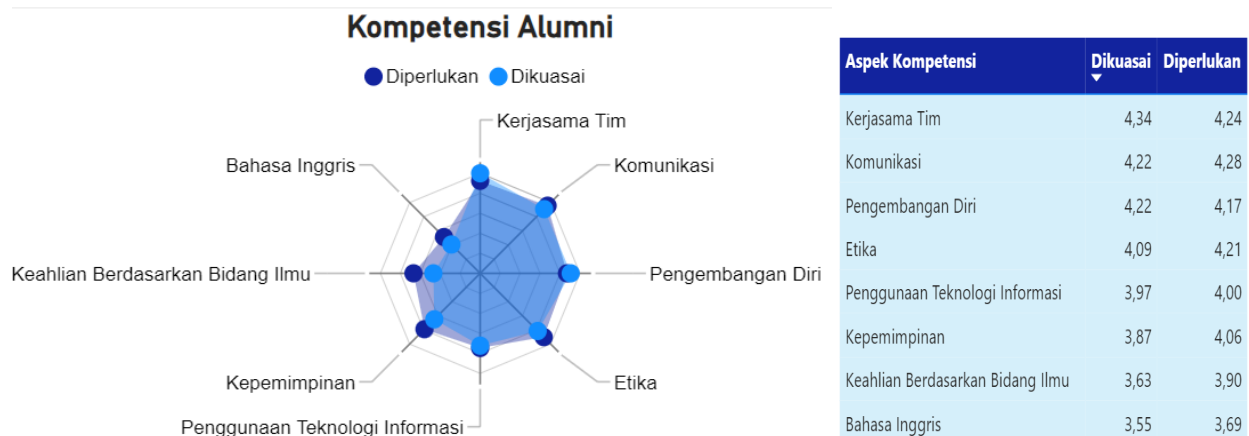 Kompetensi Alumni
Diperlukan Dikuasai
Kerjasama Tim
Bahasa Inggris
Komunikasi
Keahlian Berdasarkan Bidang Ilmu
Pengembangan Diri
Kepemimpinan
Etika
Penggunaan Teknologi Informasi
Aspek Kompetensi Dikuasai Diperlukan
Kerjasama Tim 4,34 4,24
Komunikasi 4,22 4,28
Pengembangan Diri 4,22 4,17
Etika 4,09 4,21
Penggunaan Teknologi Informasi 3,97 4,00
Kepemimpinan 3,87 4,06
Keahlian Berdasarkan Bidang Ilmu 3,63 3,90
Bahasa Inggris 3,55 3,69